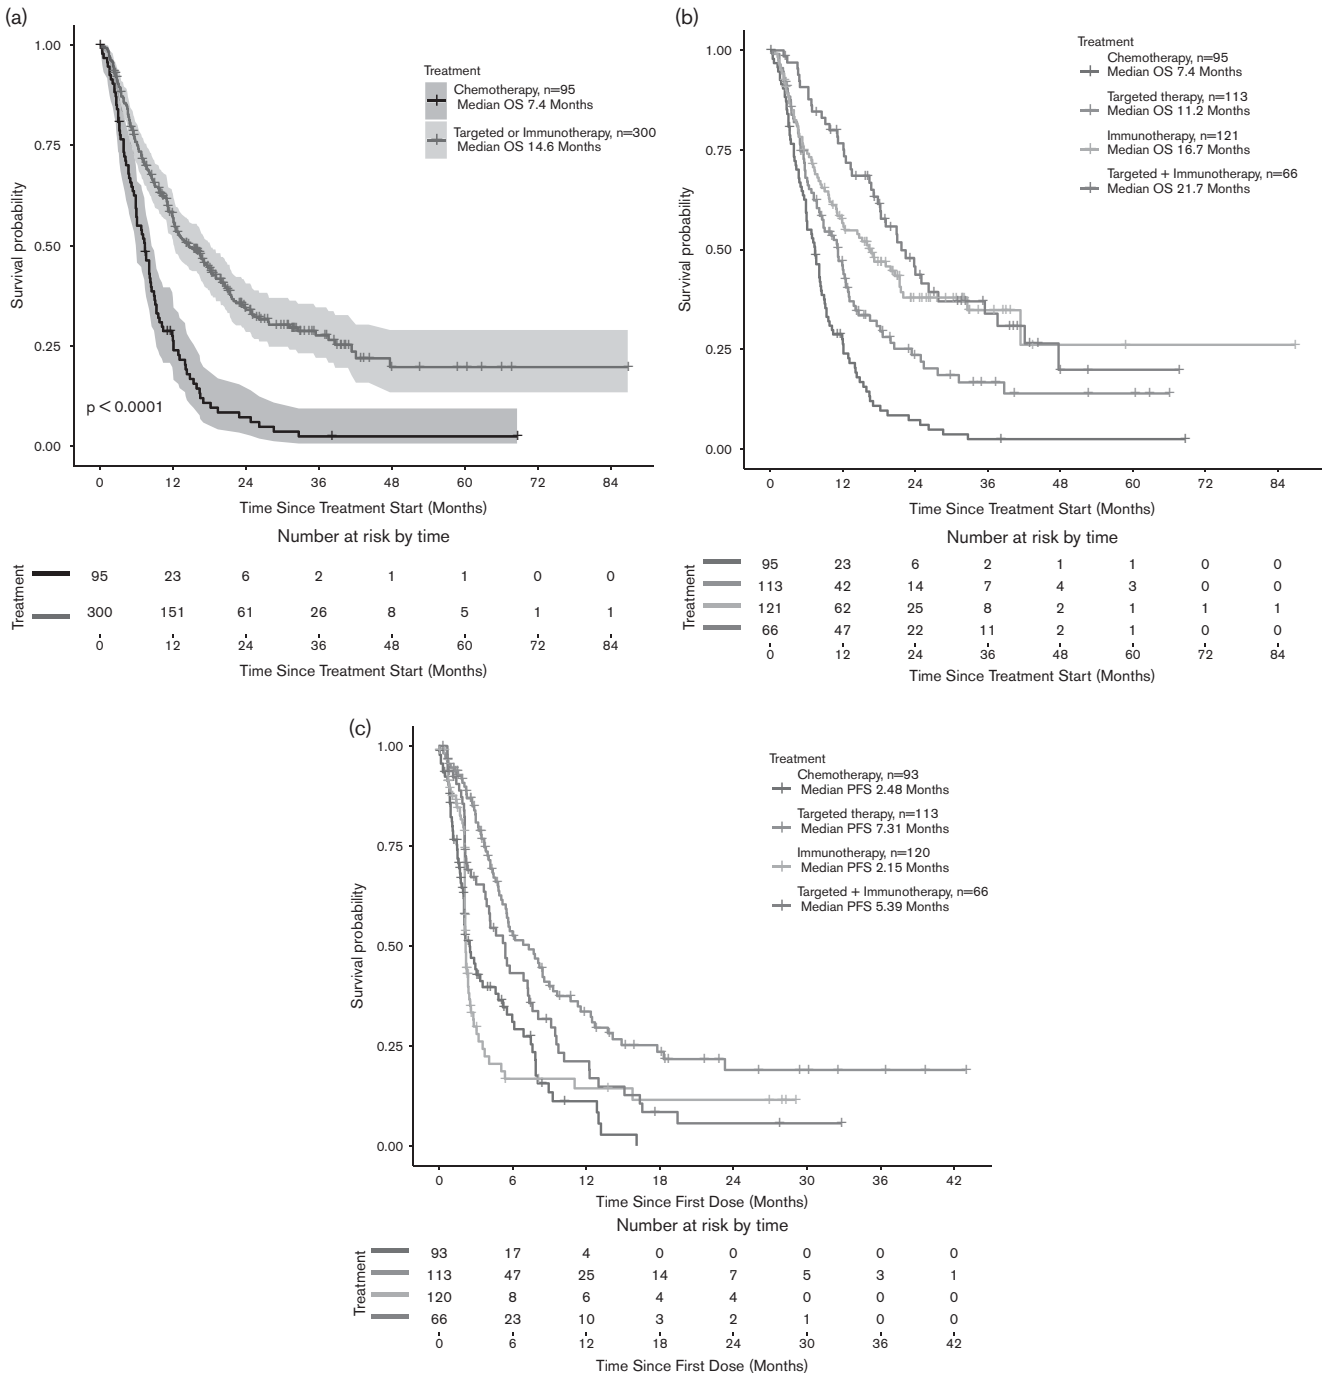 (a)
1.00
0.75
0.50
0.25
0.00
Survival probability
Treatment
Chemotherapy, n=95
Median OS 7.4 Months
Targeted or Immunotherapy, n=300
Median OS 14.6 Months
p < 0.0001
0 12 24 36 48 60 72 84
Time Since Treatment Start (Months)
Number at risk by time
Treatment
95 23 6 2 1 1 0 0
300 151 61 26 8 5 1 1
0 12 24 36 48 60 72 84
Time Since Treatment Start (Months)
(b)
1.00
0.75
0.50
0.25
0.00
Survival probability
Treatment
Chemotherapy, n=95
Median OS 7.4 Months
Targeted therapy, n=113
Median OS 11.2 Months
Immunotherapy, n=121
Median OS 16.7 Months
Targeted + Immunotherapy, n=66
Median OS 21.7 Months
0 12 24 36 48 60 72 84
Time Since Treatment Start (Months)
Number at risk by time
Treatment
95 23 6 2 1 1 0 0
113 42 14 7 4 3 0 0
121 62 25 8 2 1 1 1
66 47 22 11 2 1 0 0
0 12 24 36 48 60 72 84
Time Since Treatment Start (Months)
(c)
1.00
0.75
0.50
0.25
0.00
Survival probability
Treatment
Chemotherapy, n=93
Median PFS 2.48 Months
Targeted therapy, n=113
Median PFS 7.31 Months
Immunotherapy, n=120
Median PFS 2.15 Months
Targeted + Immunotherapy, n=66
Median PFS 5.39 Months
0 6 12 18 24 30 36 42
Time Since First Dose (Months)
Number at risk by time
Treatment
93 17 4 0 0 0 0 0
113 47 25 14 7 5 3 1
120 8 6 4 4 0 0 0
66 23 10 3 2 1 0 0
0 6 12 18 24 30 36 42
Time Since First Dose (Months)